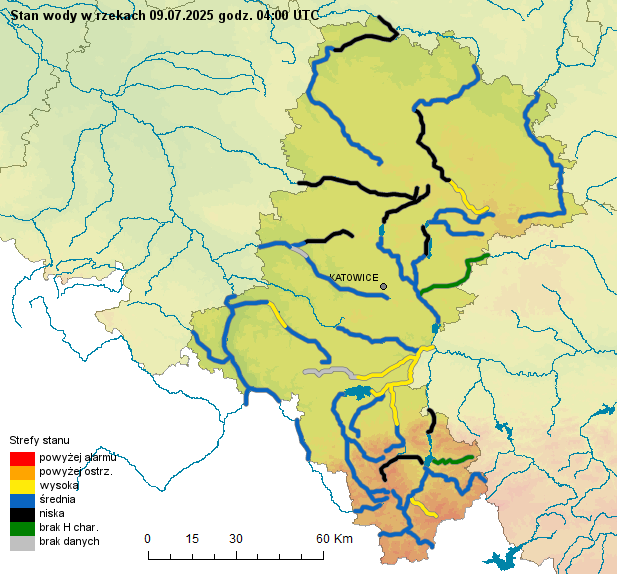 Stan wody w rzekach 09.07.2025 godz. 04:00 UTC
KATOWICE
Strefy stanu
powyżej alarmu
powyżej ostrz.
wysoka
średnia
niska
brak H char.
brak danych
0 15 30 60 Km